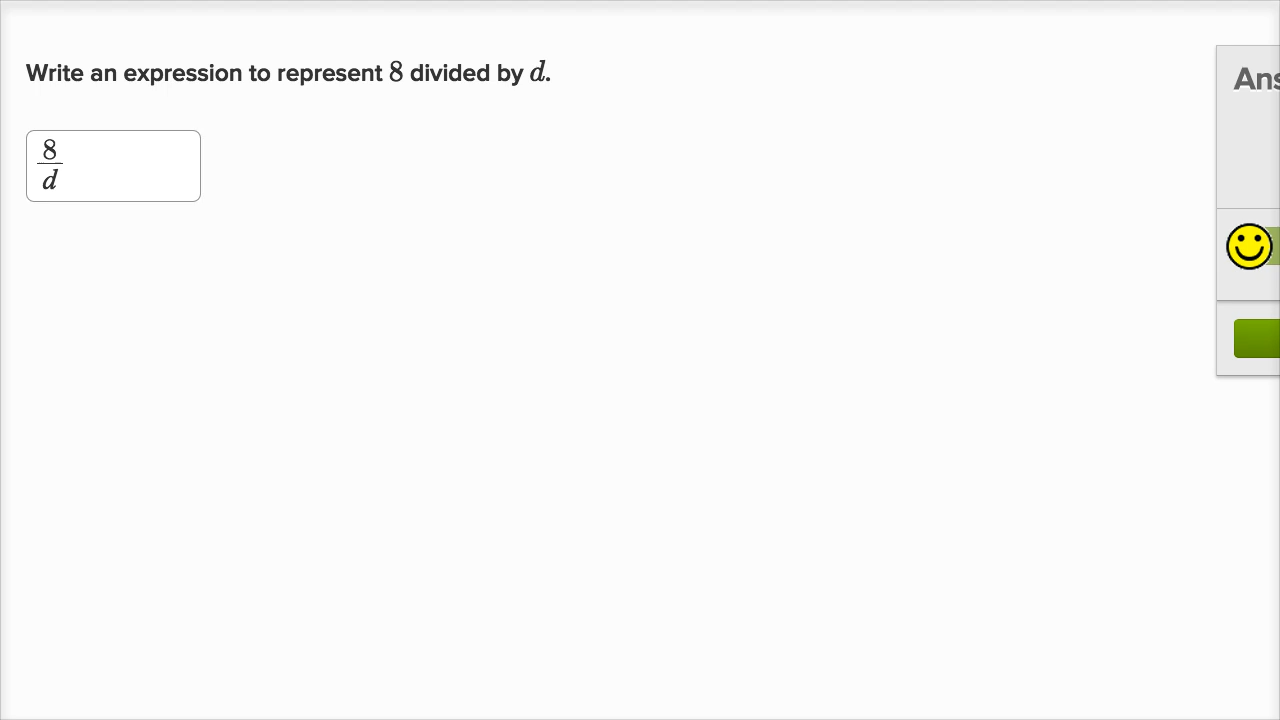 Write an expression to represent 8 divided by d.
Ans
8
d